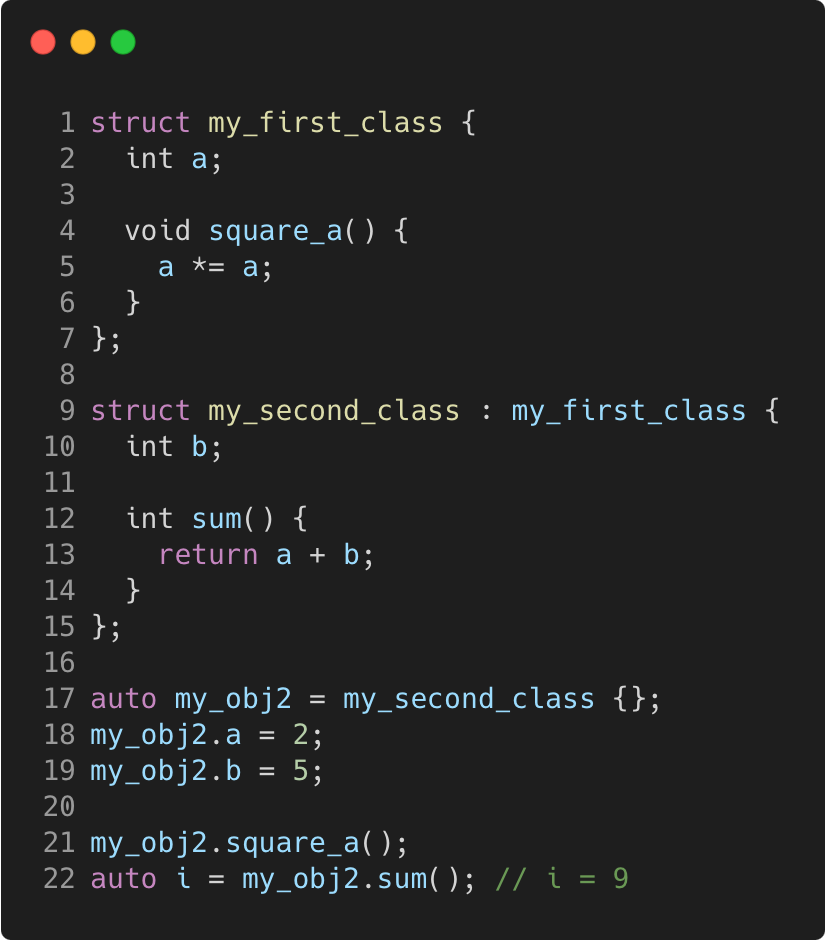 1 struct my_first_class {
2   int a;
3
4   void square_a() {
5     a *= a;
6   }
7 };
8
9 struct my_second_class : my_first_class {
10   int b;
11
12   int sum() {
13     return a + b;
14   }
15 };
16
17 auto my_obj2 = my_second_class {};
18 my_obj2.a = 2;
19 my_obj2.b = 5;
20
21 my_obj2.square_a();
22 auto i = my_obj2.sum(); // i = 9